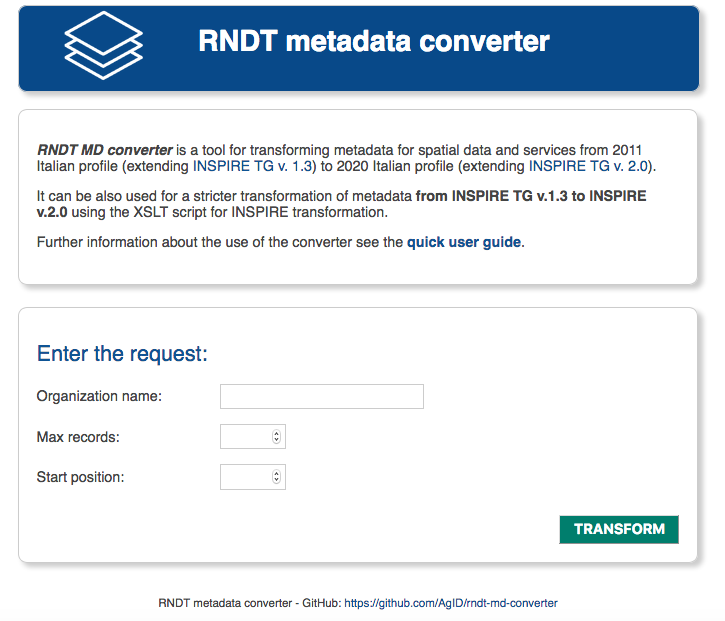 RNDT metadata converter
RNDT MD converter is a tool for transforming metadata for spatial data and services from 2011
Italian profile (extending INSPIRE TG v. 1.3) to 2020 Italian profile (extending INSPIRE TG v. 2.0).
It can be also used for a stricter transformation of metadata from INSPIRE TG v.1.3 to INSPIRE
v.2.0 using the XSLT script for INSPIRE transformation.
Further information about the use of the converter see the quick user guide.
Enter the request:
Organization name:
Max records:
Start position:
TRANSFORM
RNDT metadata converter - GitHub: https://github.com/AgID/rndt-md-converter